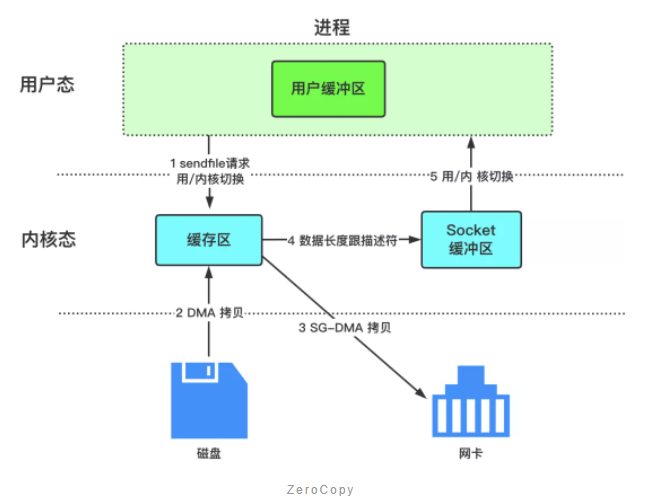 进程
用户态
用户缓冲区
1 sendfile请求
用/内核切换
5 用/内 核切换
内核态
缓存区
4 数据长度跟描述符
Socket
缓冲区
2 DMA 拷贝
3 SG-DMA 拷贝
磁盘
网卡
ZeroCopy